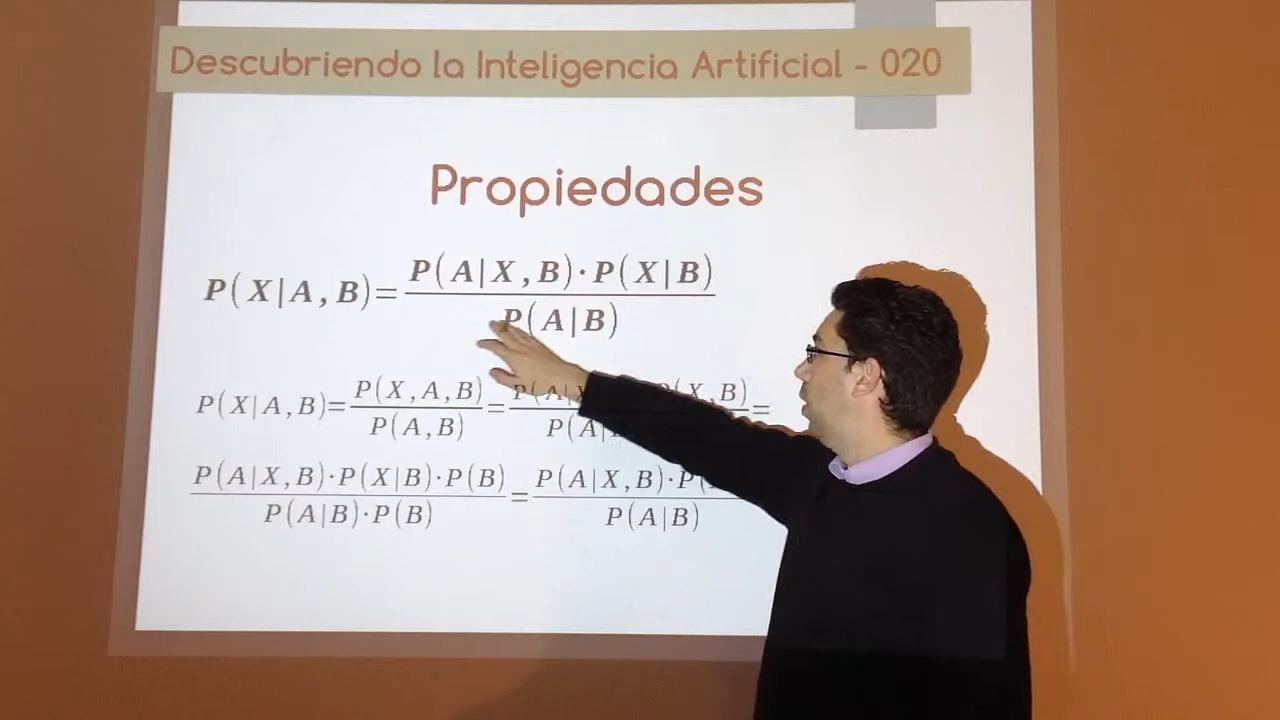 Descubriendo la Inteligencia Artificial - 020
Propiedades
P(X|A,B)= P(A|X,B)·P(X|B) / P(A|B)
P(X|A,B)= P(X,A,B) / P(A,B) = P(A|X P(X,B) / P(A| =
P(A|X,B)·P(X|B)·P(B) / P(A|B)·P(B) = P(A|X,B)·P( / P(A|B)